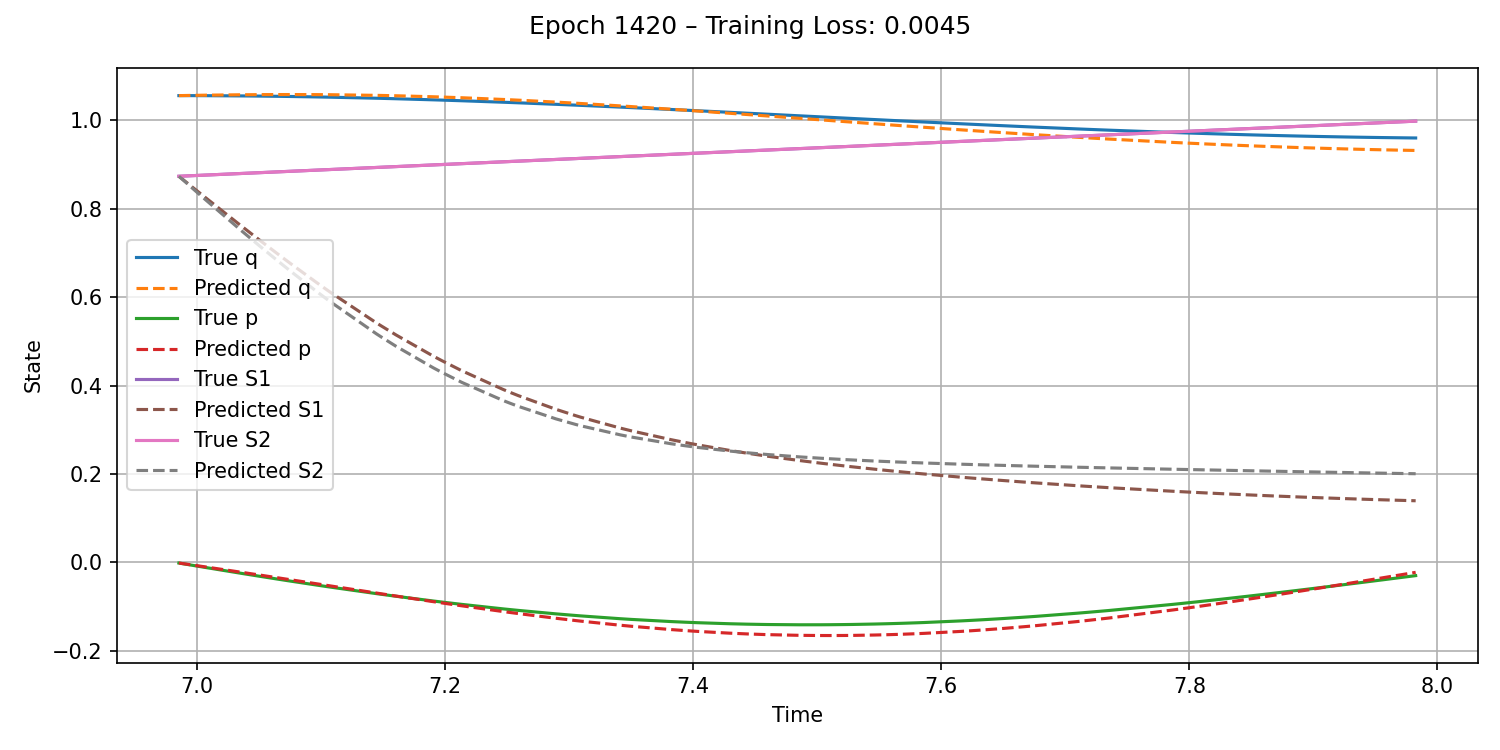 Epoch 1420 – Training Loss: 0.0045
1.0
0.8
0.6
0.4
0.2
0.0
−0.2
State
True q
Predicted q
True p
Predicted p
True S1
Predicted S1
True S2
Predicted S2
7.0 7.2 7.4 7.6 7.8 8.0
Time